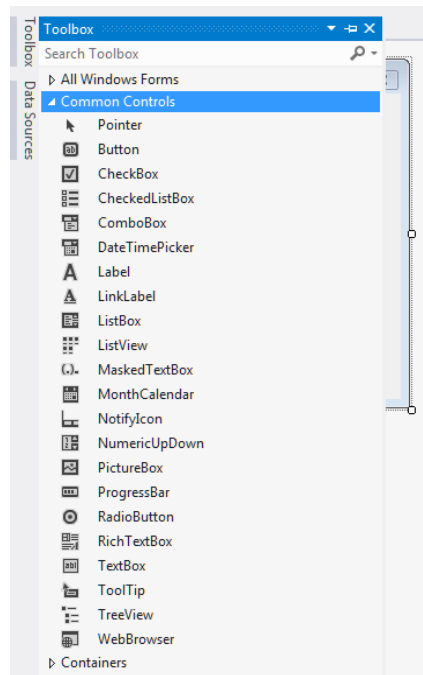 Toolbox
Data Sources
Toolbox
Search Toolbox
All Windows Forms
Common Controls
Pointer
Button
CheckBox
CheckedListBox
ComboBox
DateTimePicker
Label
LinkLabel
ListBox
ListView
MaskedTextBox
MonthCalendar
NotifyIcon
NumericUpDown
PictureBox
ProgressBar
RadioButton
RichTextBox
TextBox
ToolTip
TreeView
WebBrowser
Containers